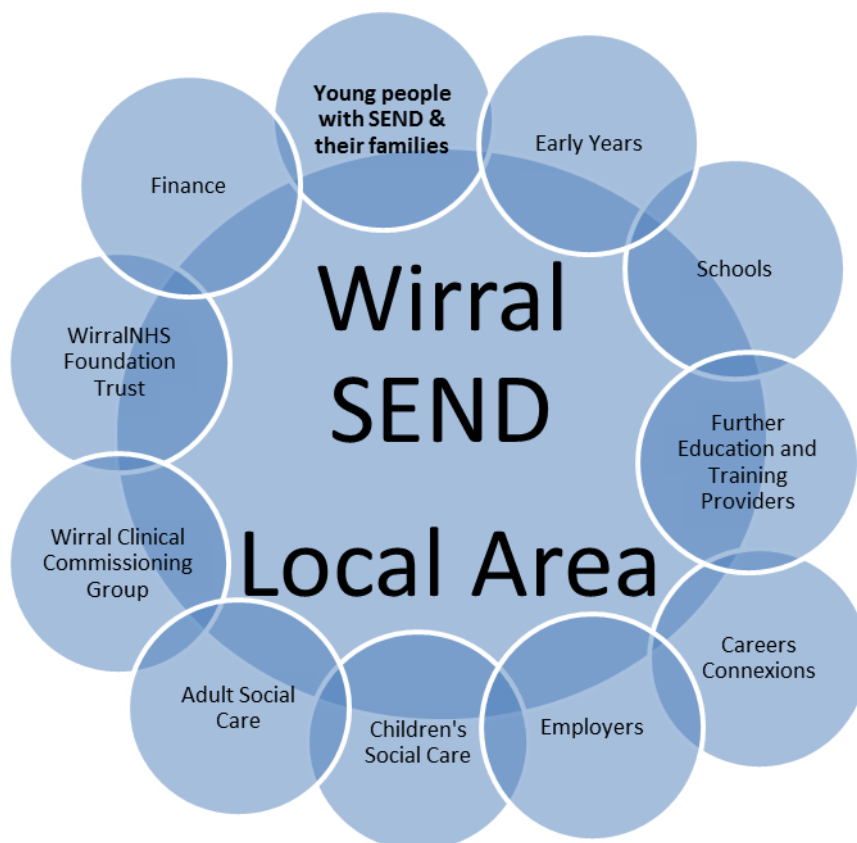 Young people
with SEND &
their families
Early Years
Schools
Further
Education and
Training
Providers
Careers
Connexions
Employers
Children's
Social Care
Adult Social
Care
Wirral Clinical
Commissioning
Group
WirralNHS
Foundation
Trust
Finance
Wirral
SEND
Local Area